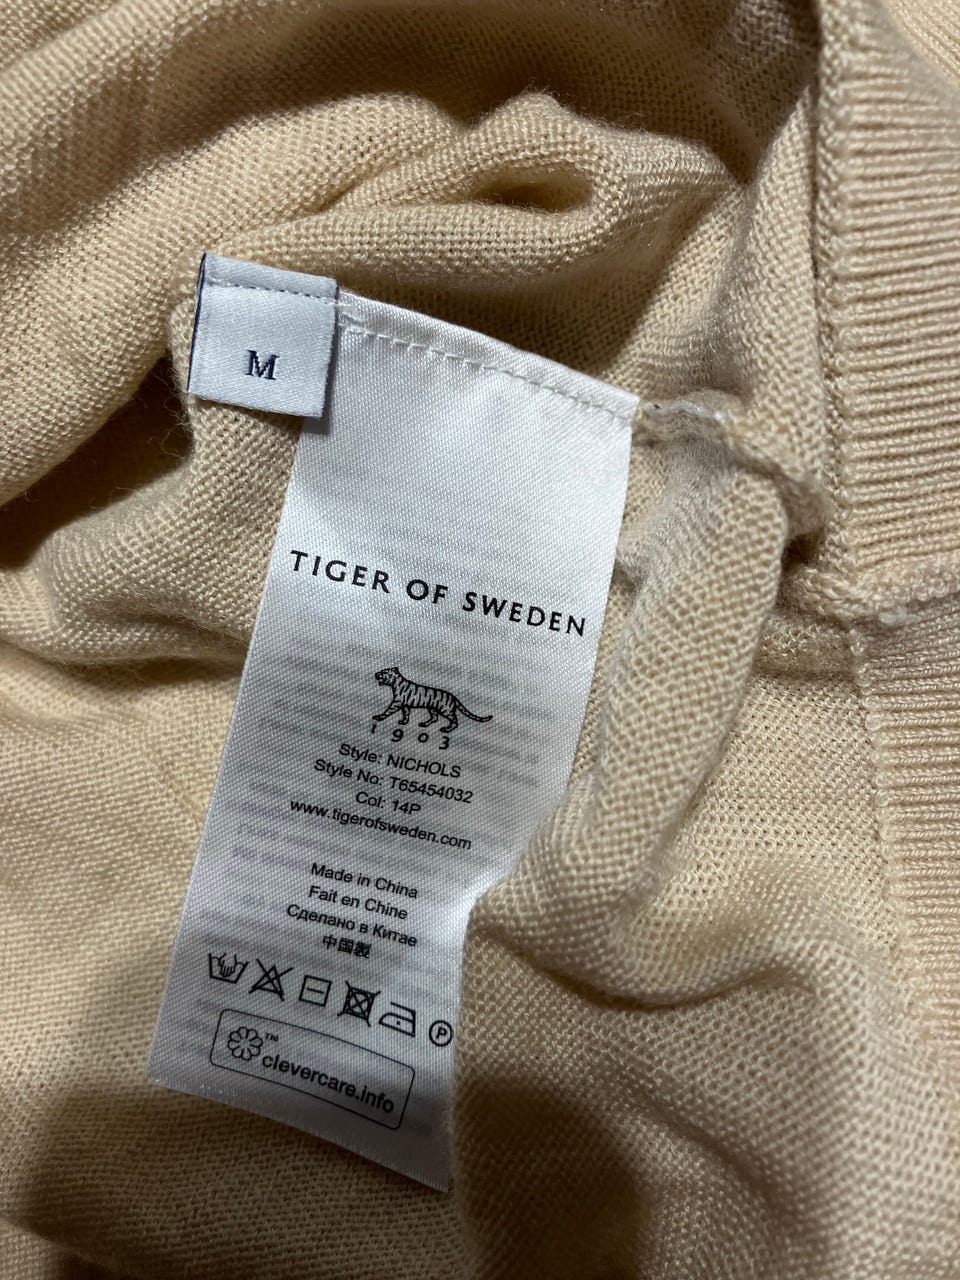 M
TIGER OF SWEDEN
1903
Style: NICHOLS
Style No: T65454032
Col: 14P
www.tigerofsweden.com
Made in China
Fait en Chine
Сделано в Китае
中国製
P
™
clevercare.info